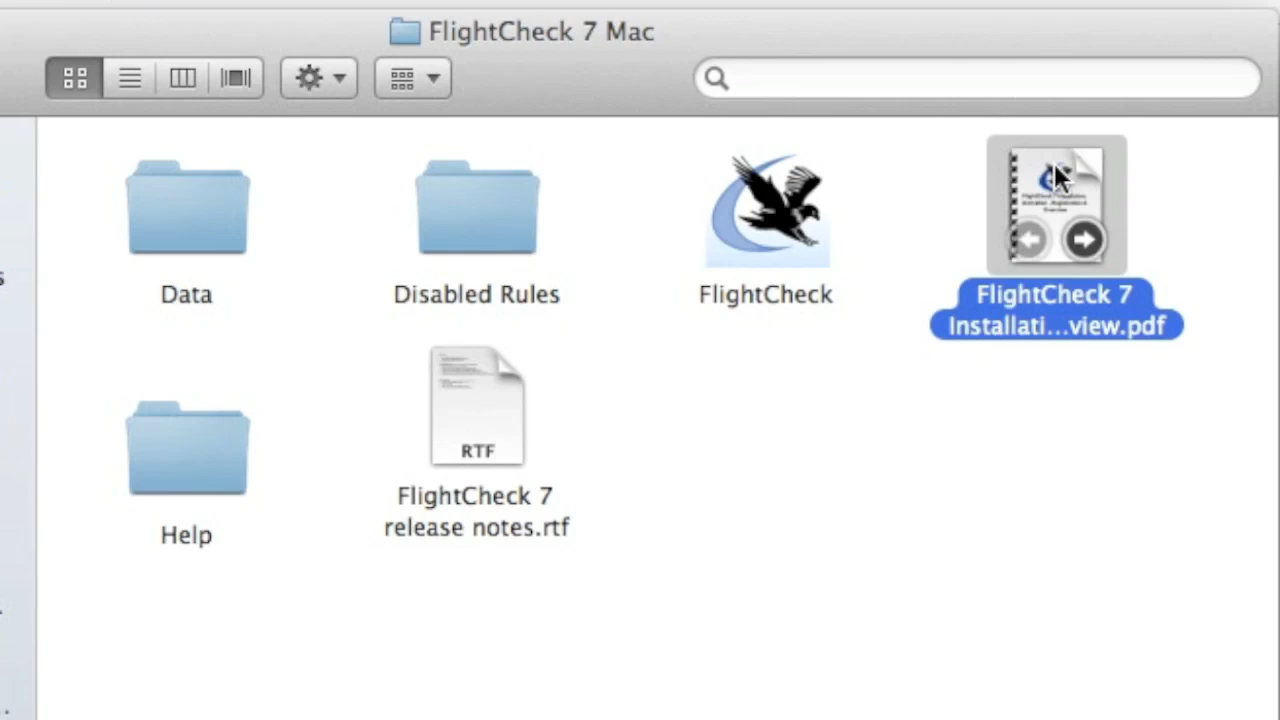 FlightCheck 7 Mac
Data
Disabled Rules
FlightCheck
FlightCheck 7
Installati...view.pdf
RTF
Help
FlightCheck 7
release notes.rtf